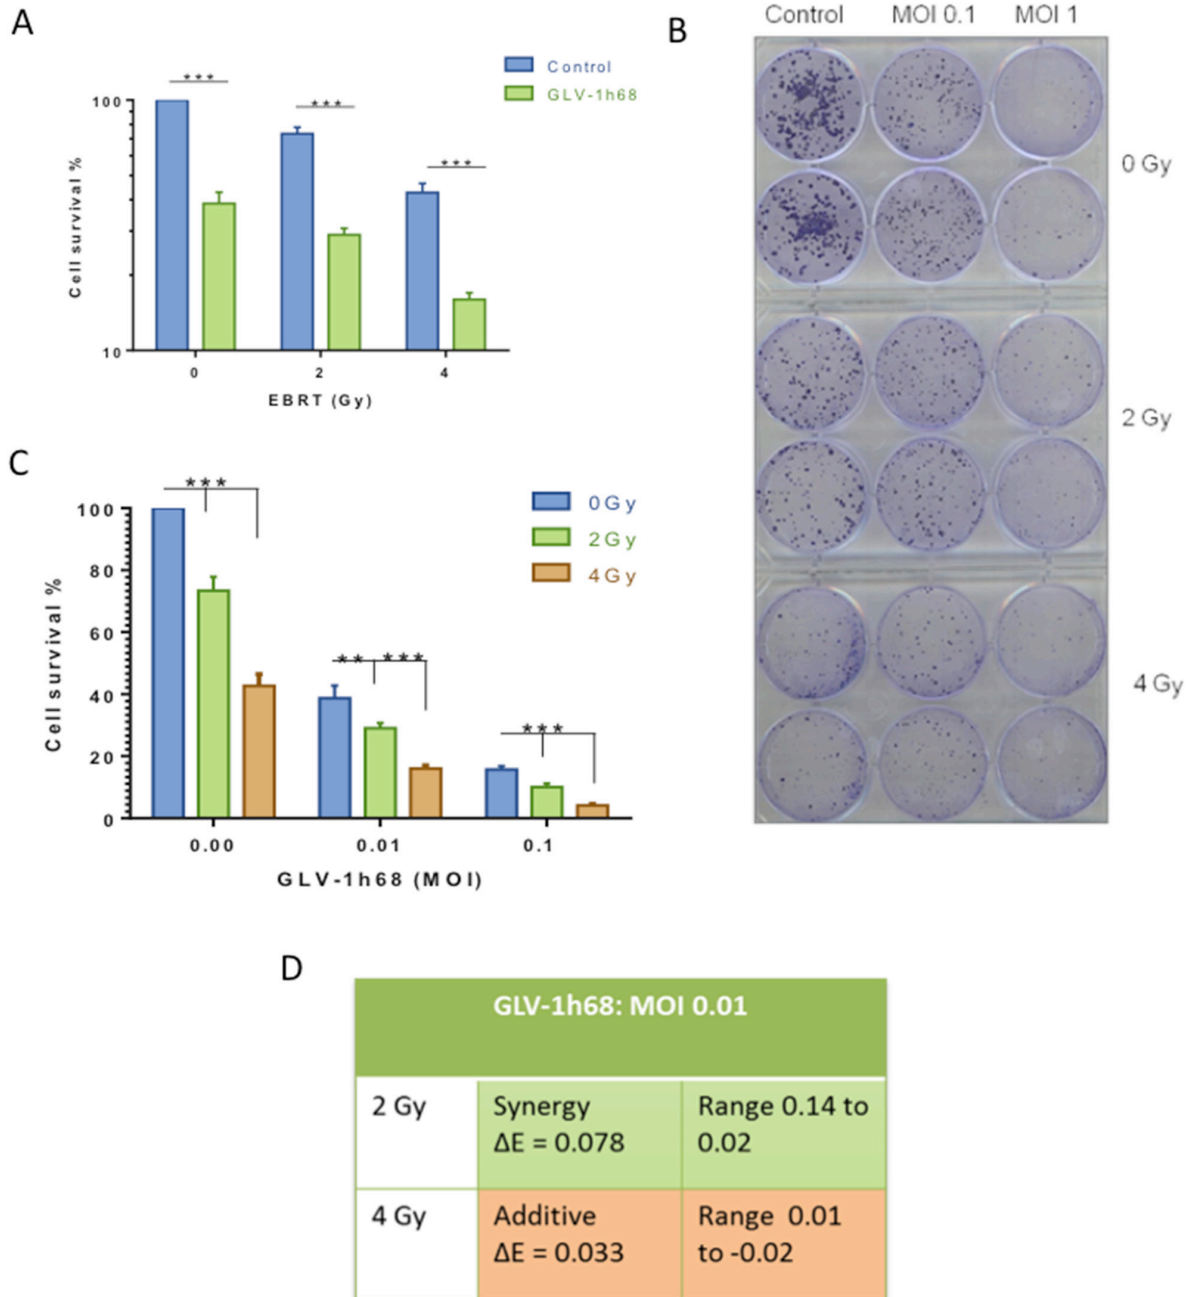 A
***
***
***
Control
GLV-1h68
100
10
Cell survival %
0
2
4
EBRT (Gy)
B
Control MOI 0.1 MOI 1
0 Gy
2 Gy
4 Gy
C
***
** ***
***
0Gy
2Gy
4Gy
100
80
60
40
20
0
Cell survival %
0.00 0.01 0.1
GLV-1h68 (MOI)
D
GLV-1h68: MOI 0.01
2 Gy
Synergy
ΔE = 0.078
Range 0.14 to
0.02
4 Gy
Additive
ΔE = 0.033
Range 0.01
to -0.02